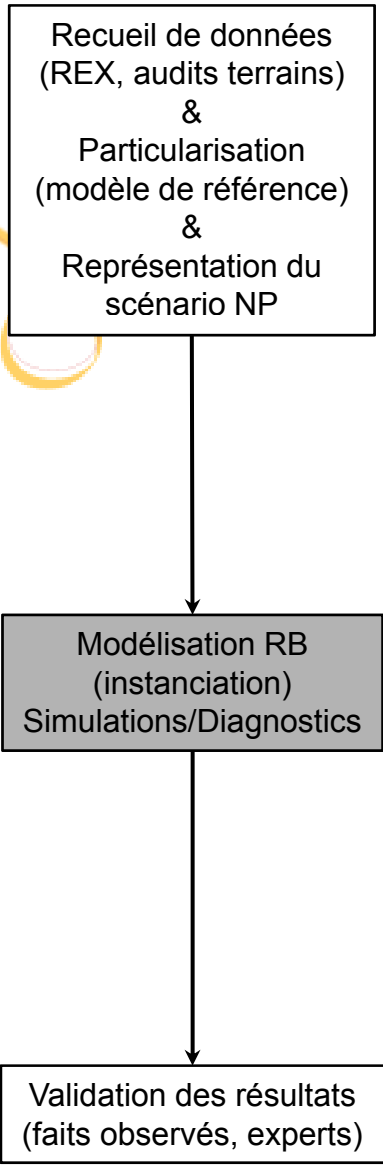 Recueil de données
(REX, audits terrains)
&
Particularisation
(modèle de référence)
&
Représentation du
scénario NP
Modélisation RB
(instanciation)
Simulations/Diagnostics
Validation des résultats
(faits observés, experts)